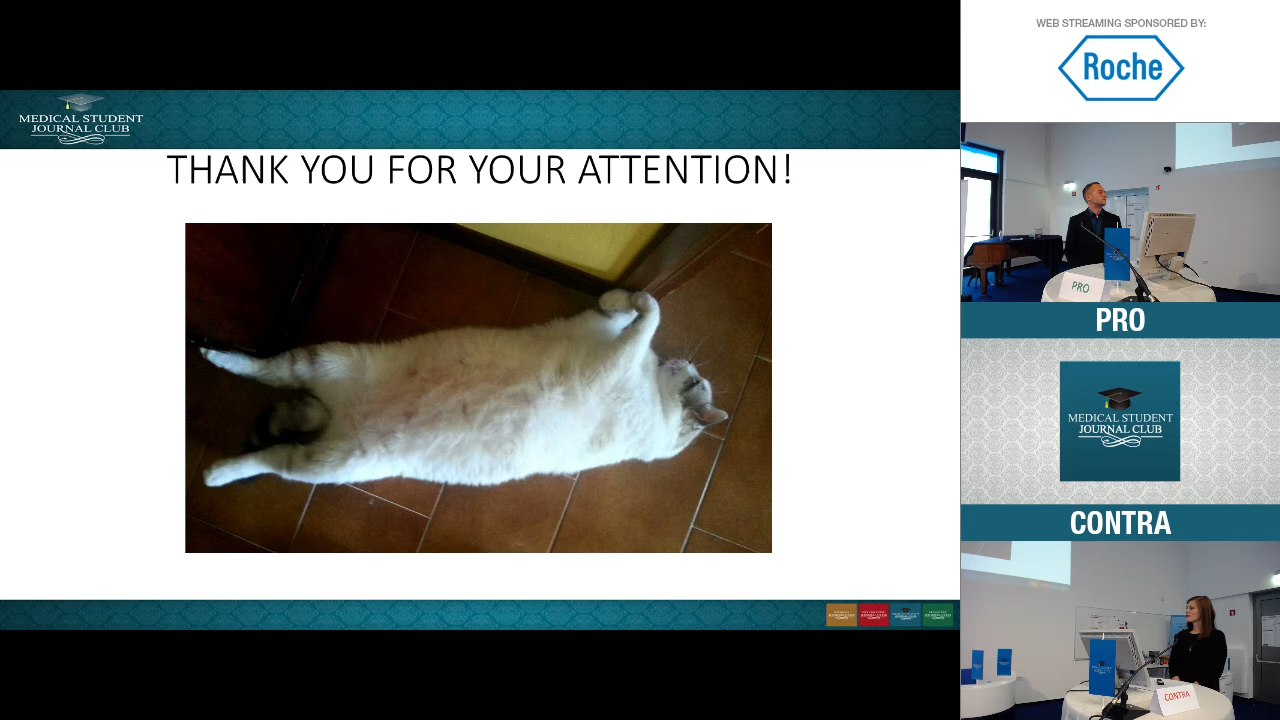 MEDICAL STUDENT
JOURNAL CLUB
THANK YOU FOR YOUR ATTENTION!
WEB STREAMING SPONSORED BY:
Roche
PRO
PRO
MEDICAL STUDENT
JOURNAL CLUB
CONTRA
CONTRA